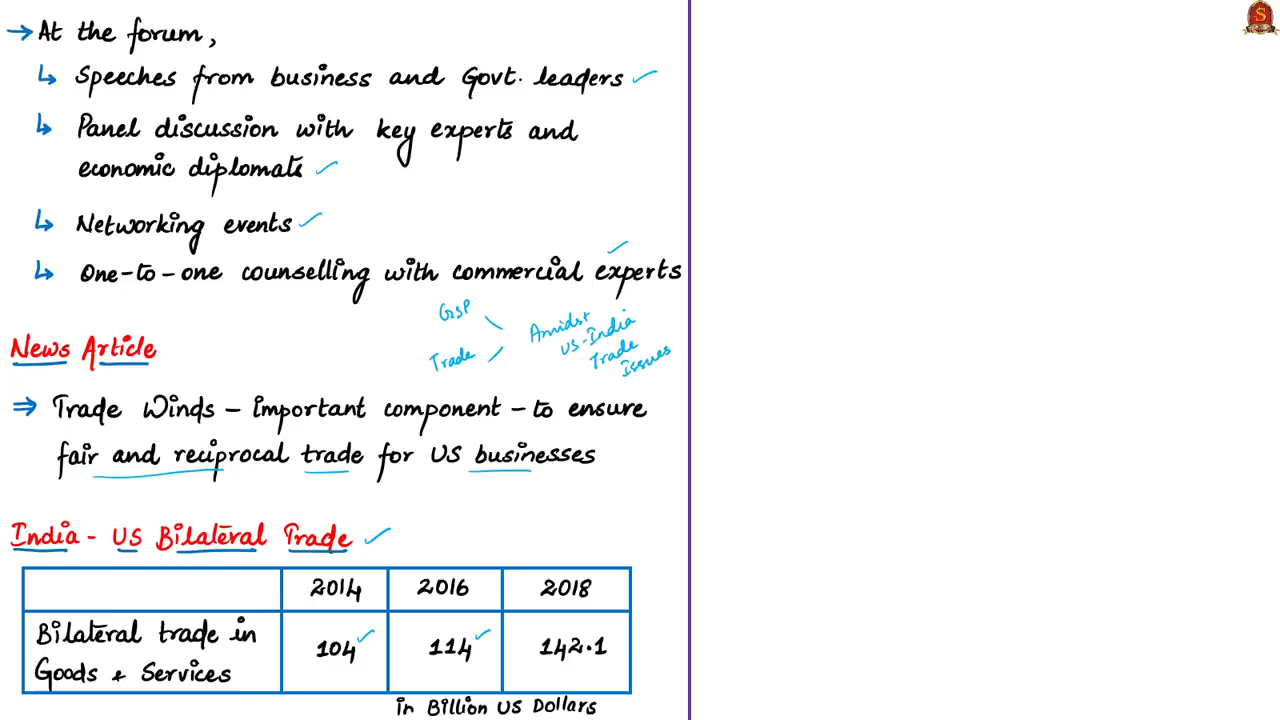 → At the forum,
↳ Speeches from business and Govt. leaders ✓
↳ Panel discussion with key experts and
economic diplomats ✓
↳ Networking events ✓
↳ One-to-one counselling with commercial experts ✓
GSP
Trade
Amidst
US-India
Trade
Issues
News Article
⇒ Trade Winds - important component - to ensure
fair and reciprocal trade for US businesses
India - US Bilateral Trade ✓
2014 2016 2018
Bilateral trade in
Goods & Services
104 ✓ 114 ✓ 142.1
in Billion US Dollars
S